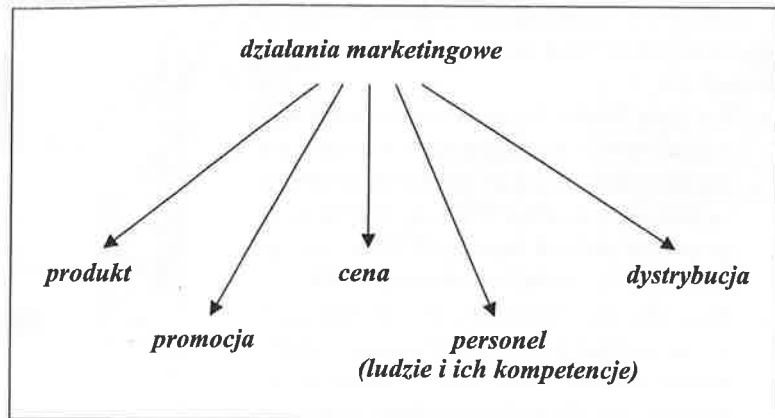 działania marketingowe
produkt
cena
dystrybucja
promocja
personel
(ludzie i ich kompetencje)